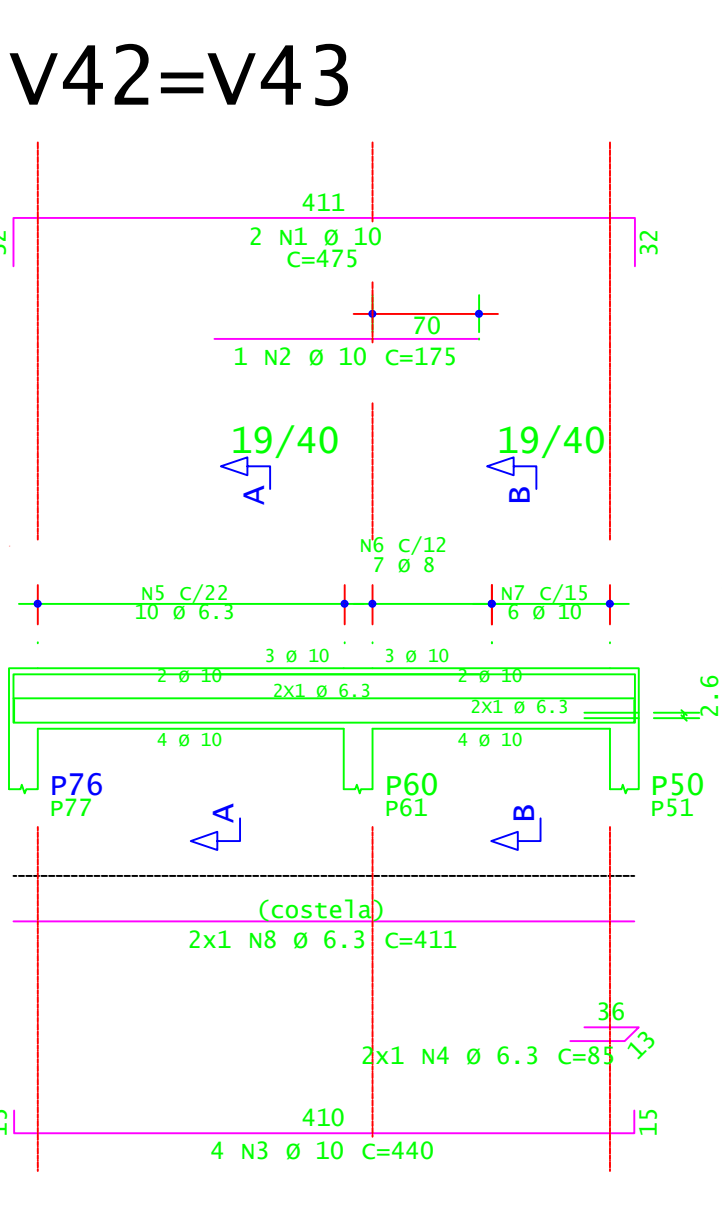 V42=V43
411
32
32
2 N1 Ø 10
C=475
70
1 N2 Ø 10 C=175
19/40
19/40
A
B
N6 C/12
7 Ø 8
N5 C/22
10 Ø 6.3
N7 C/15
6 Ø 10
3 Ø 10
3 Ø 10
2 Ø 10
2 Ø 10
2X1 Ø 6.3
2X1 Ø 6.3
2.6
4 Ø 10
4 Ø 10
P76
P77
P60
P61
P50
P51
A
B
(costela)
2x1 N8 Ø 6.3 C=411
36
13
2x1 N4 Ø 6.3 C=85
410
15
15
4 N3 Ø 10 C=440